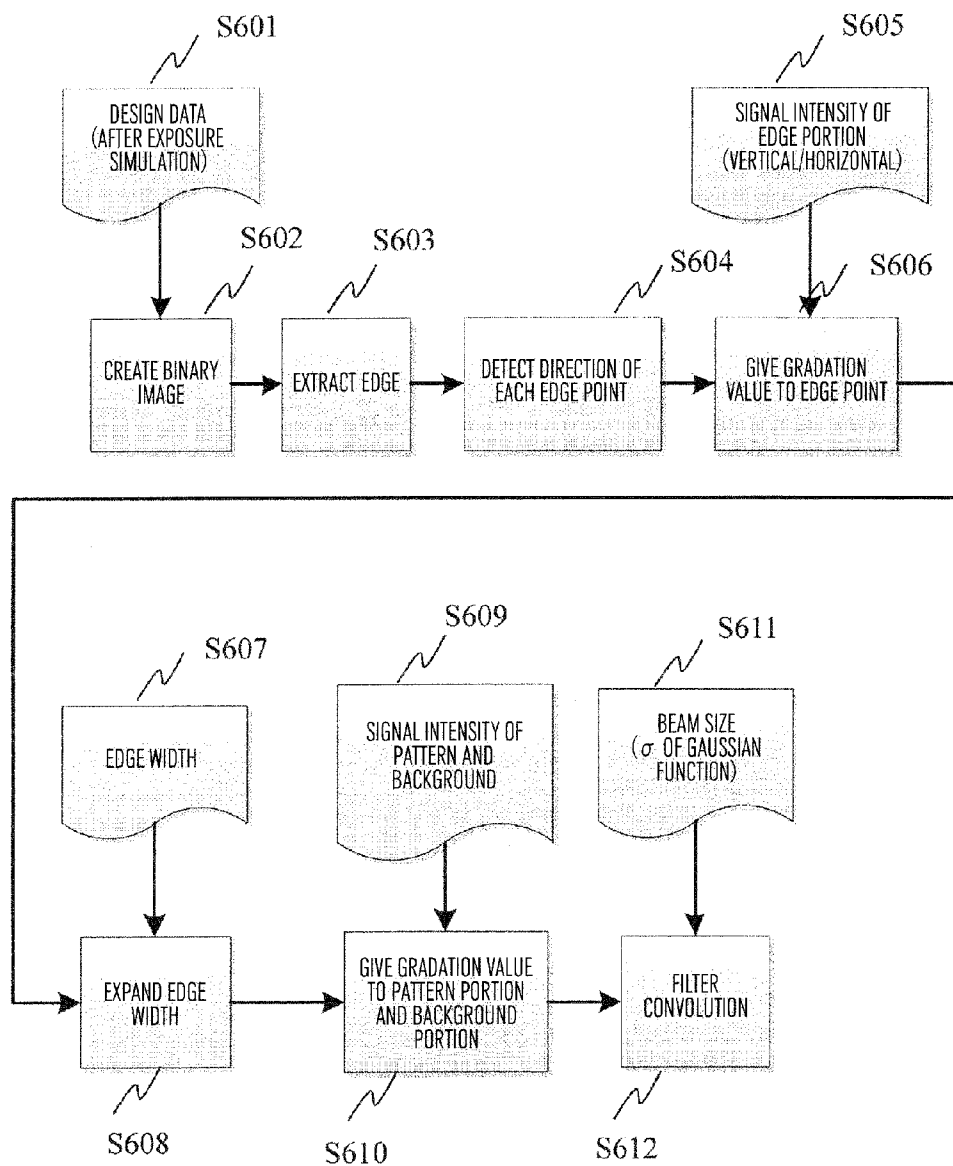 S601
S605
DESIGN DATA
(AFTER EXPOSURE
SIMULATION)
SIGNAL INTENSITY OF
EDGE PORTION
(VERTICAL/HORIZONTAL)
S602
S603
S604
S606
CREATE BINARY
IMAGE
EXTRACT EDGE
DETECT DIRECTION OF
EACH EDGE POINT
GIVE GRADATION
VALUE TO EDGE POINT
S607
S609
S611
EDGE WIDTH
SIGNAL INTENSITY OF
PATTERN AND
BACKGROUND
BEAM SIZE
(σ OF GAUSSIAN
FUNCTION)
EXPAND EDGE
WIDTH
GIVE GRADATION VALUE
TO PATTERN PORTION
AND BACKGROUND
PORTION
FILTER
CONVOLUTION
S608
S610
S612